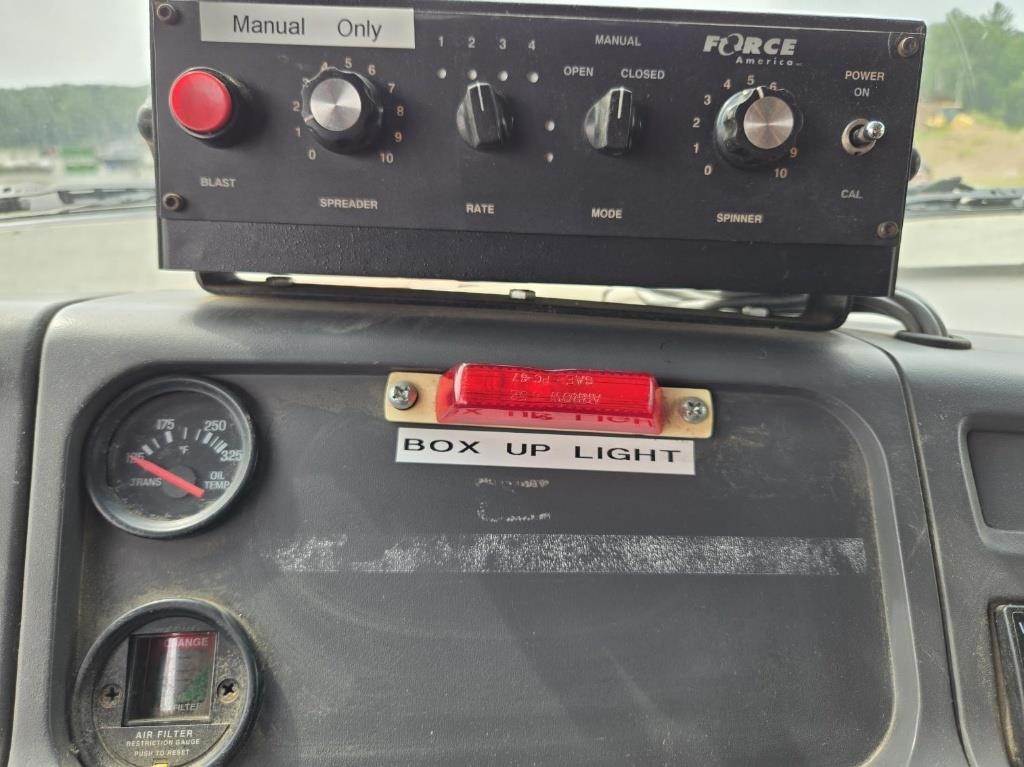 Manual Only
1 2 3 4
MANUAL
OPEN CLOSED
FORCE
America
POWER
ON
3 4 5 6 7 8 9 10
2
1
0
3 4 5 6
2
1
0
9
10
BLAST
SPREADER
RATE
MODE
SPINNER
CAL
BOX UP LIGHT
175 250
125 325
°F
TRANS OIL TEMP
CHANGE
FILTER
AIR FILTER
RESTRICTION GAUGE
PUSH TO RESET